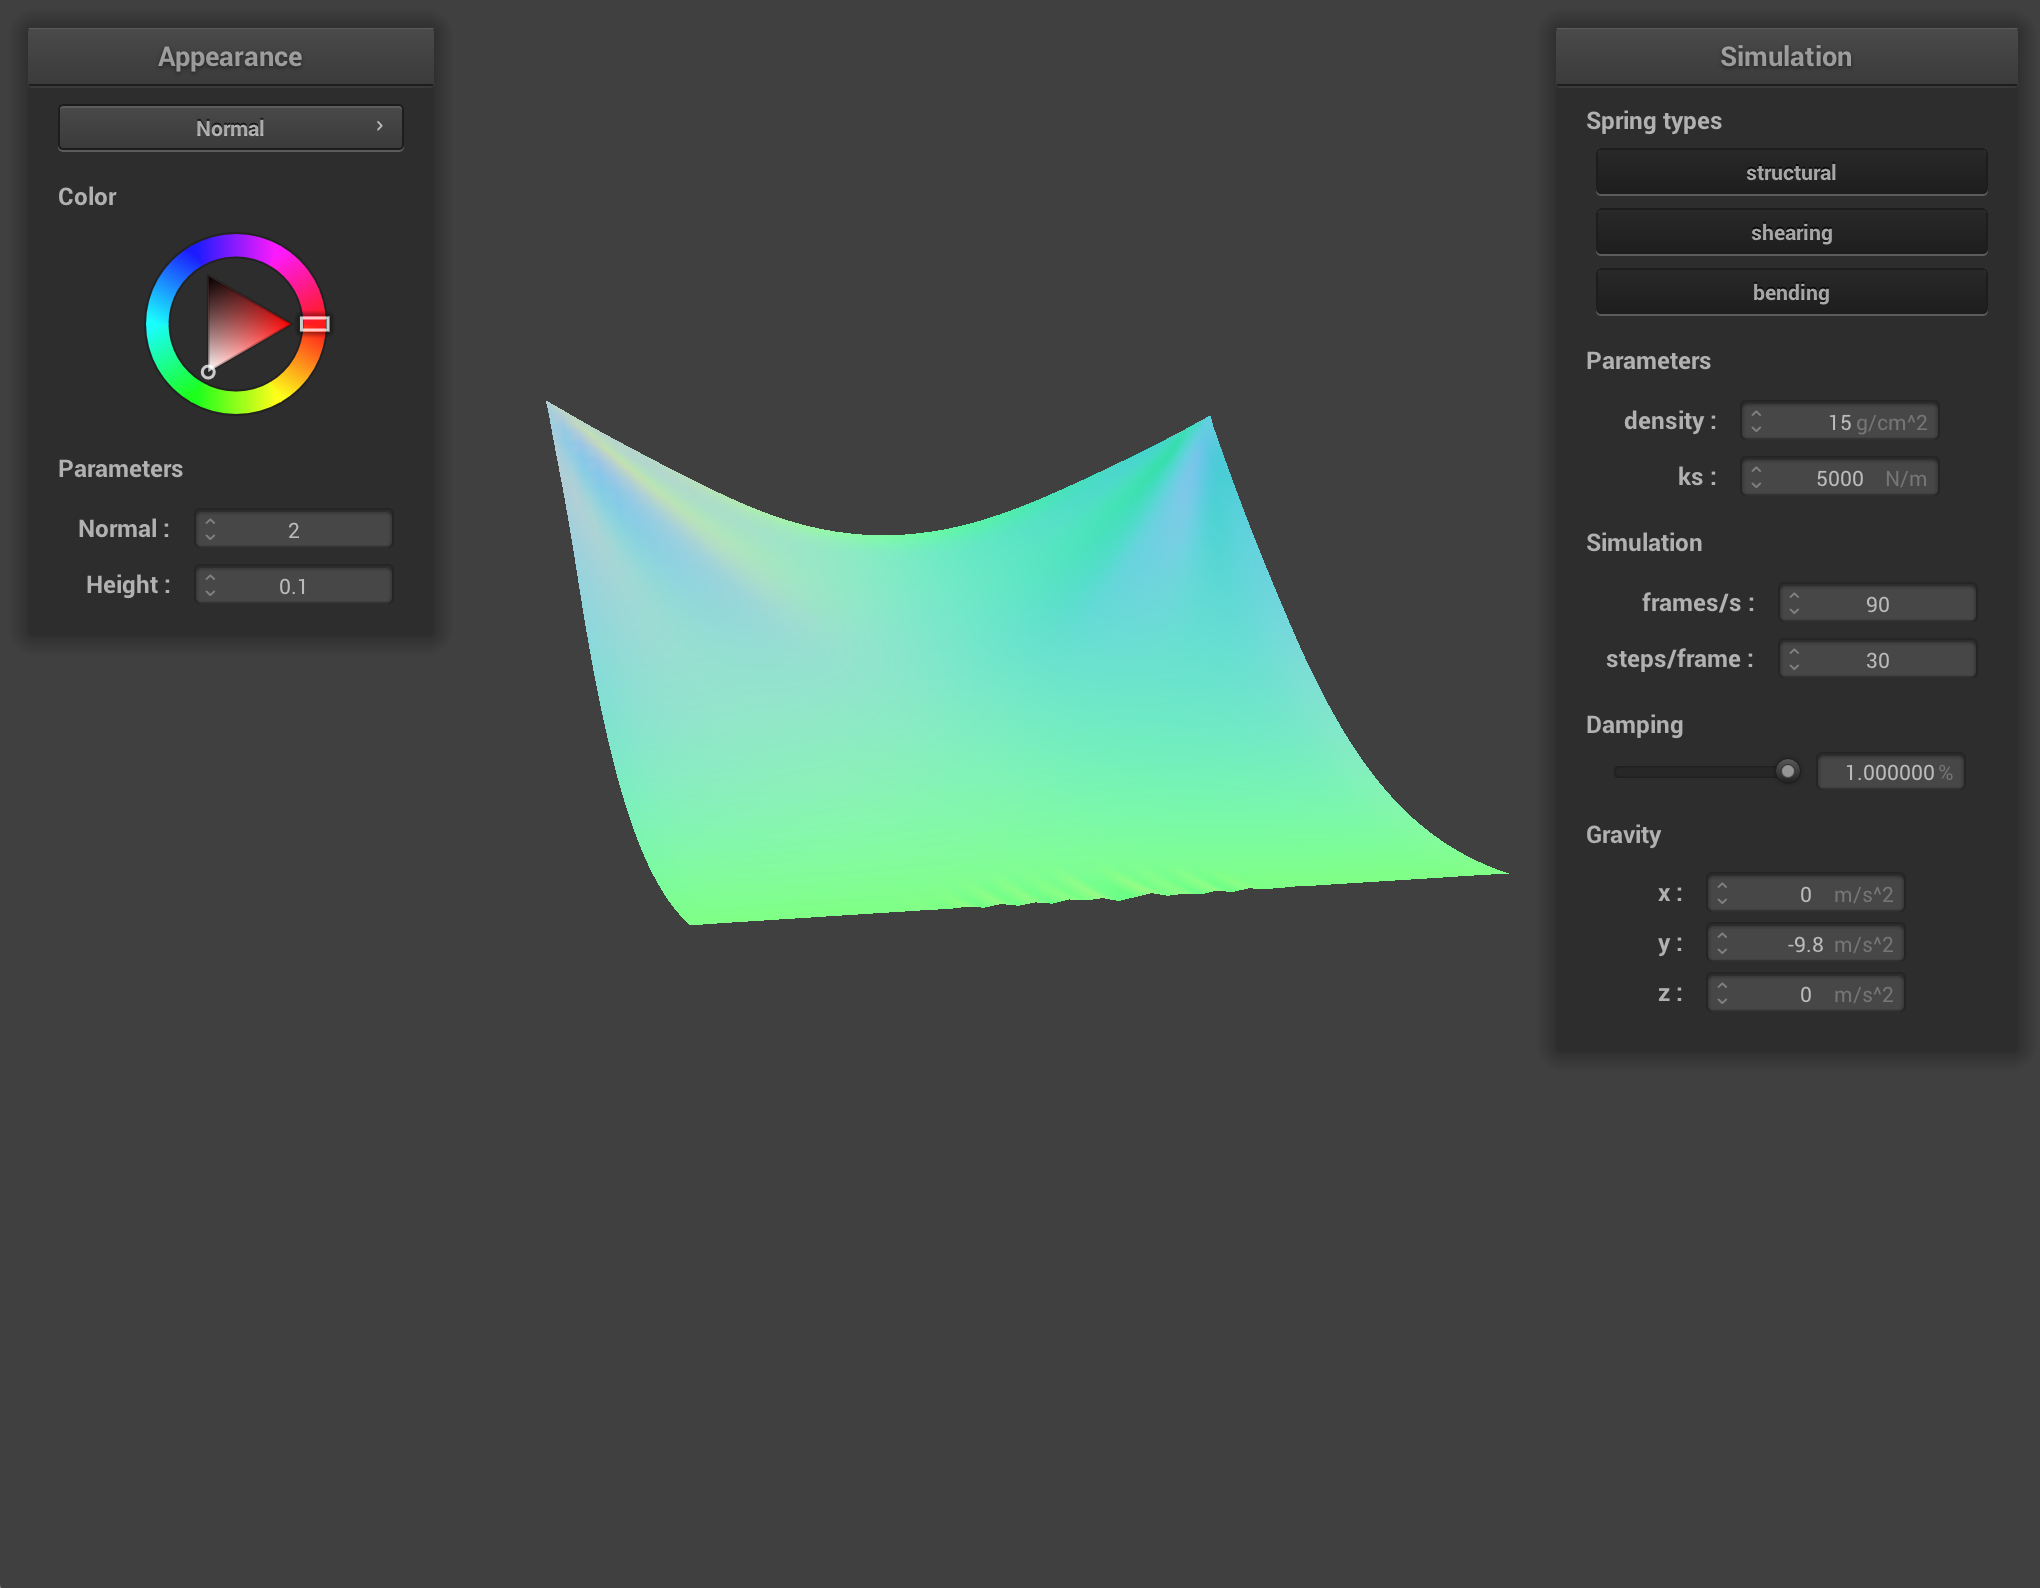 Appearance
Normal
Color
Parameters
Normal : 2
Height : 0.1
Simulation
Spring types
structural
shearing
bending
Parameters
density : 15 g/cm^2
ks : 5000 N/m
Simulation
frames/s : 90
steps/frame : 30
Damping
1.000000 %
Gravity
x : 0 m/s^2
y : -9.8 m/s^2
z : 0 m/s^2